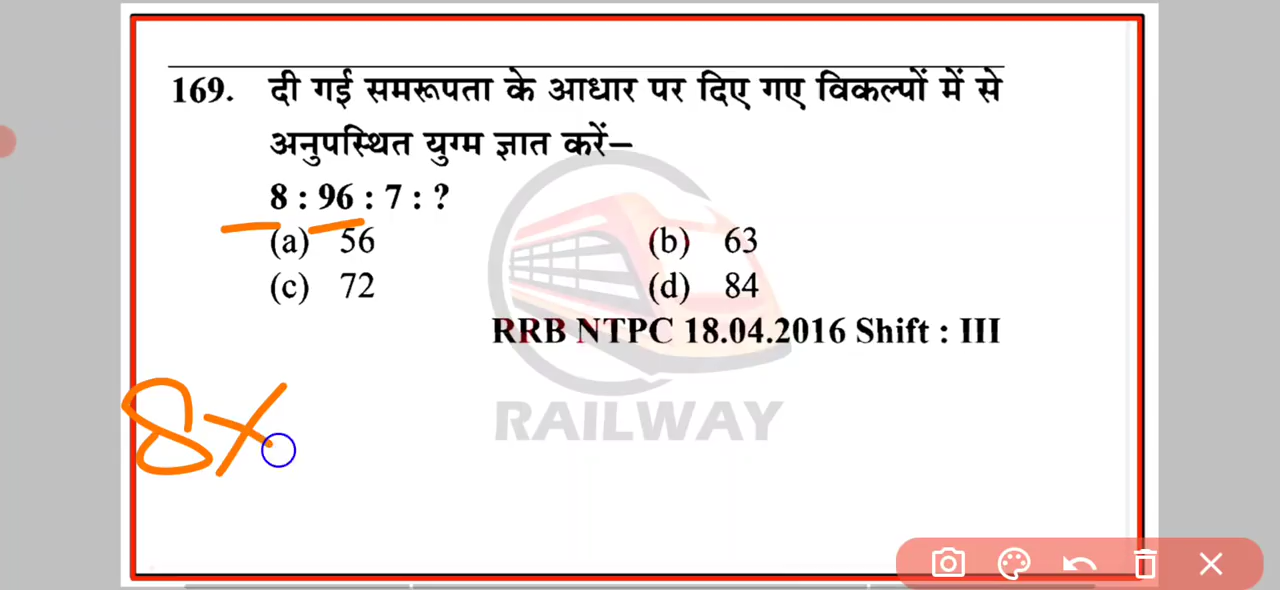 169. दी गई समरूपता के आधार पर दिए गए विकल्पों में से
अनुपस्थित युग्म ज्ञात करें–
8 : 96 : 7 : ?
(a) 56 (b) 63
(c) 72 (d) 84
RRB NTPC 18.04.2016 Shift : III
8×
RAILWAY